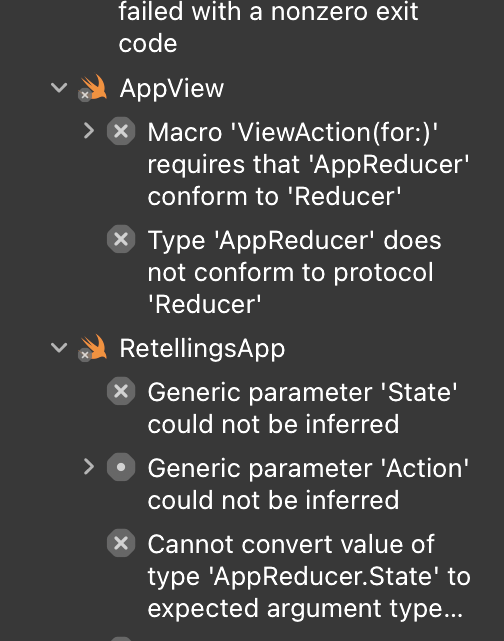 failed with a nonzero exit
code
AppView
Macro 'ViewAction(for:)'
requires that 'AppReducer'
conform to 'Reducer'
Type 'AppReducer' does
not conform to protocol
'Reducer'
RetellingsApp
Generic parameter 'State'
could not be inferred
Generic parameter 'Action'
could not be inferred
Cannot convert value of
type 'AppReducer.State' to
expected argument type...